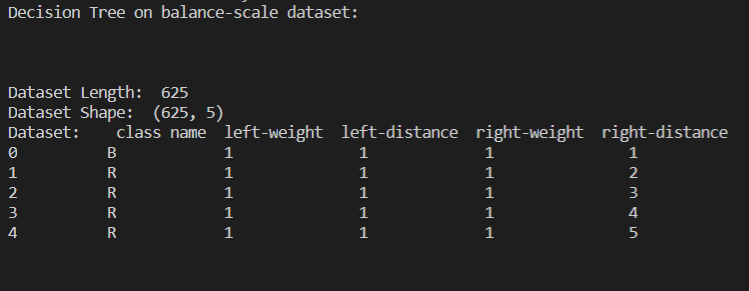 Decision Tree on balance-scale dataset:
Dataset Length:  625
Dataset Shape:  (625, 5)
Dataset:    class name  left-weight  left-distance  right-weight  right-distance
0          B            1              1             1               1
1          R            1              1             1               2
2          R            1              1             1               3
3          R            1              1             1               4
4          R            1              1             1               5